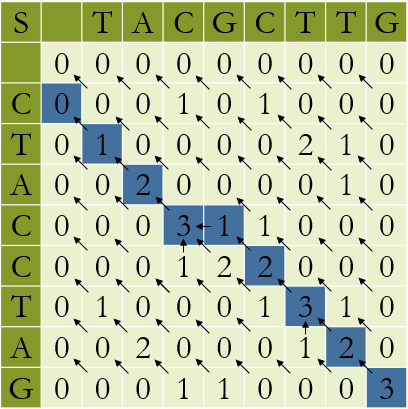 S T A C G C T T G
0 0 0 0 0 0 0 0 0
C 0 0 0 1 0 1 0 0 0
T 0 1 0 0 0 0 2 1 0
A 0 0 2 0 0 0 0 1 0
C 0 0 0 3 1 1 0 0 0
C 0 0 0 1 2 2 0 0 0
T 0 1 0 0 0 1 3 1 0
A 0 0 2 0 0 0 1 2 0
G 0 0 0 1 1 0 0 0 3